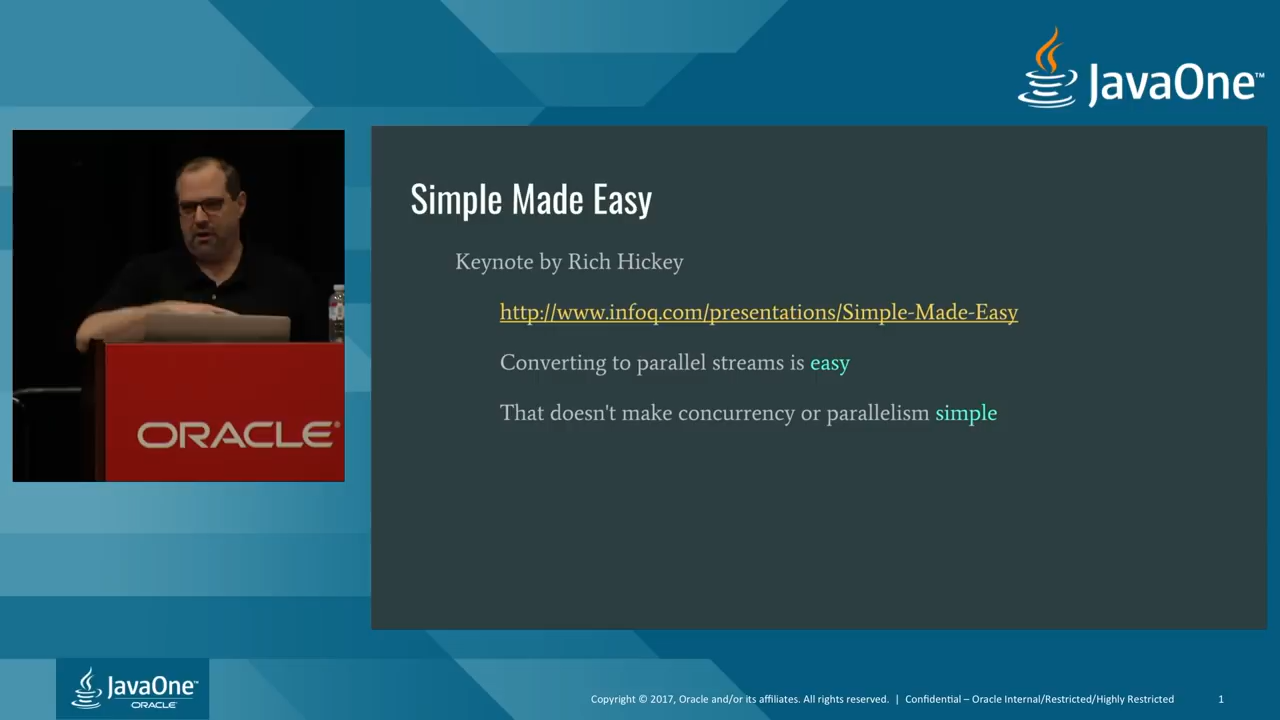 JavaOne™
Simple Made Easy
Keynote by Rich Hickey
http://www.infoq.com/presentations/Simple-Made-Easy
Converting to parallel streams is easy
That doesn't make concurrency or parallelism simple
ORACLE®
JavaOne™
ORACLE
Copyright © 2017, Oracle and/or its affiliates. All rights reserved. | Confidential – Oracle Internal/Restricted/Highly Restricted 1